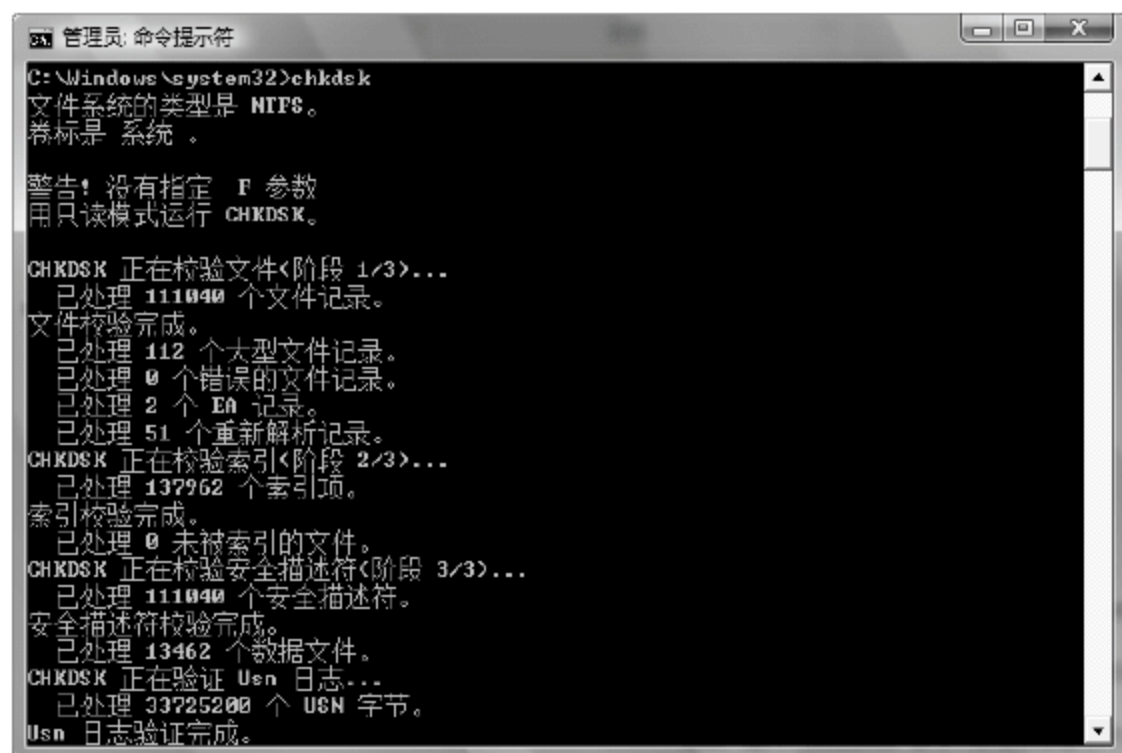 管理员: 命令提示符
C:\Windows\system32>chkdsk
文件系统的类型是 NTFS。
卷标是 系统 。
警告! 没有指定 F 参数
用只读模式运行 CHKDSK。
CHKDSK 正在校验文件(阶段 1/3)...
已处理 111040 个文件记录。
文件校验完成。
已处理 112 个大型文件记录。
已处理 0 个错误的文件记录。
已处理 2 个 EA 记录。
已处理 51 个重新解析记录。
CHKDSK 正在校验索引(阶段 2/3)...
已处理 137962 个索引项。
索引校验完成。
已处理 0 未被索引的文件。
CHKDSK 正在校验安全描述符(阶段 3/3)...
已处理 111040 个安全描述符。
安全描述符校验完成。
已处理 13462 个数据文件。
CHKDSK 正在验证 Usn 日志...
已处理 33725200 个 USN 字节。
Usn 日志验证完成。